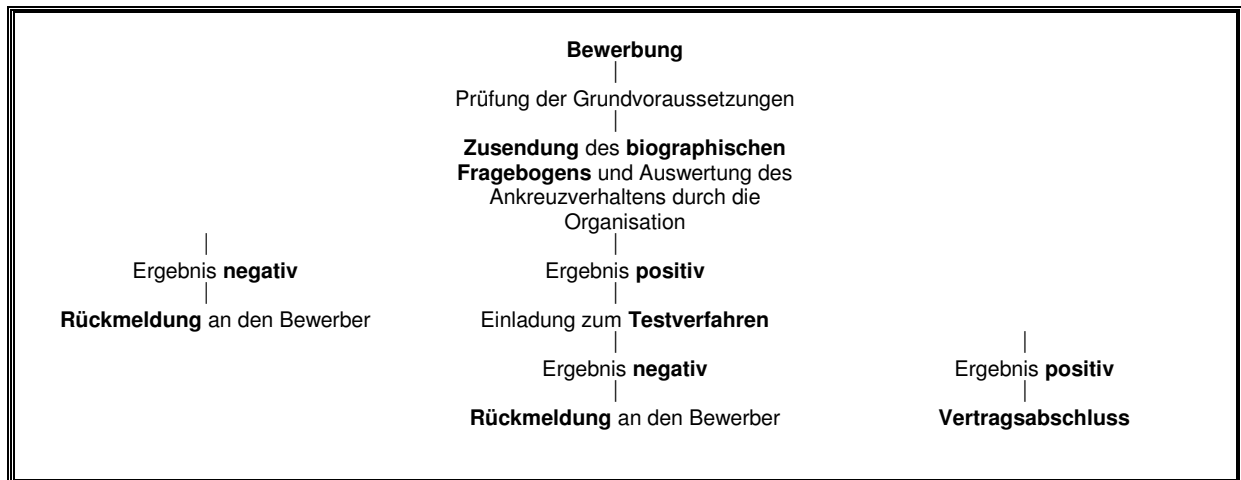 Bewerbung
Prüfung der Grundvoraussetzungen
Zusendung des biographischen
Fragebogens und Auswertung des
Ankreuzverhaltens durch die
Organisation
Ergebnis negativ
Ergebnis positiv
Rückmeldung an den Bewerber
Einladung zum Testverfahren
Ergebnis negativ
Ergebnis positiv
Rückmeldung an den Bewerber
Vertragsabschluss